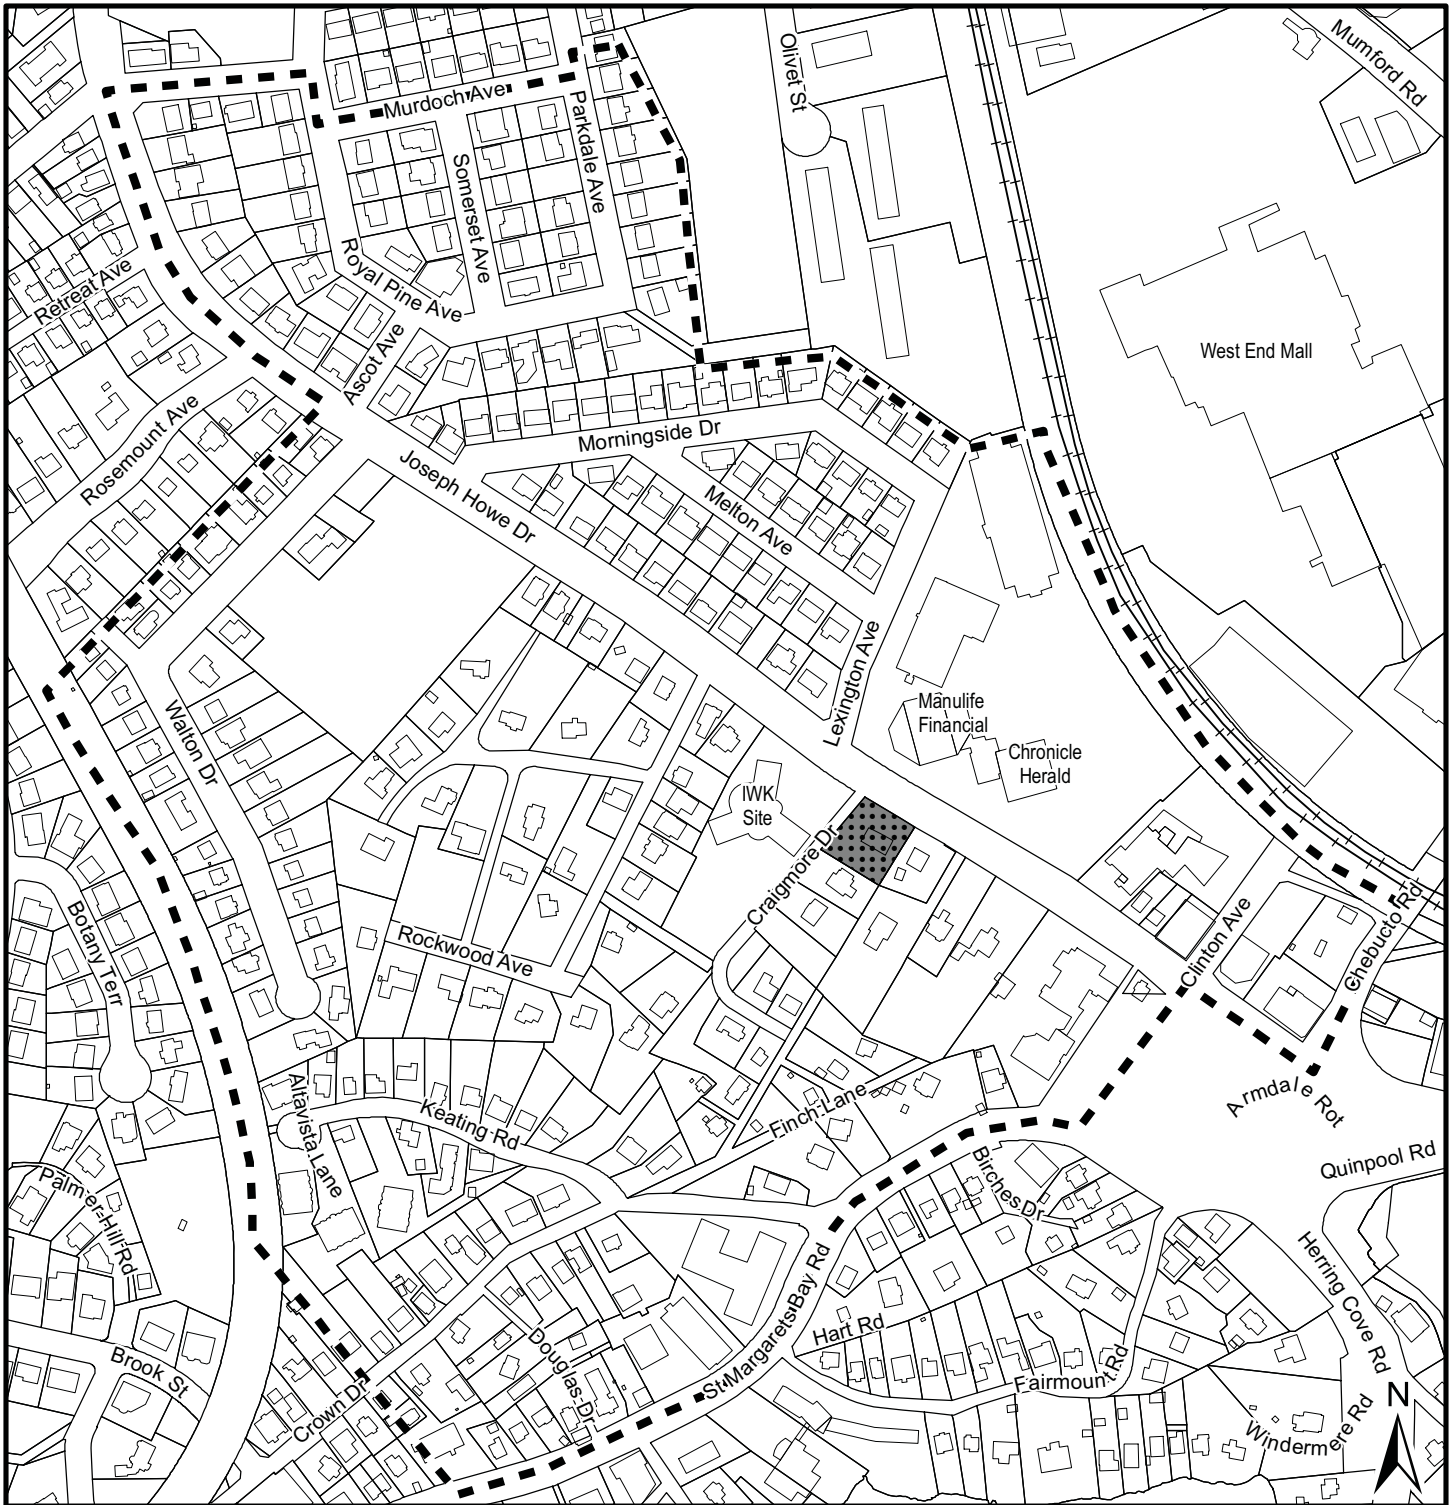 Olivet St
Mumford Rd
Murdoch Ave
Parkdale Ave
Somerset Ave
Royal Pine Ave
Retreat Ave
Ascot Ave
West End Mall
Rosemount Ave
Morningside Dr
Joseph Howe Dr
Melton Ave
Lexington Ave
Walton Dr
Manulife
Financial
Chronicle
Herald
IWK
Site
Craigmore Dr
Botany Terr
Rockwood Ave
Clinton Ave
Chebucto Rd
Altavista Lane
Keating Rd
Finch Lane
Armdale Rot
Quinpool Rd
Palmer Hill Rd
Birches Dr
St Margarets Bay Rd
Herring Cove Rd
Hart Rd
Douglas Dr
Brook St
Crown Dr
Fairmount Rd
Windermere Rd
N